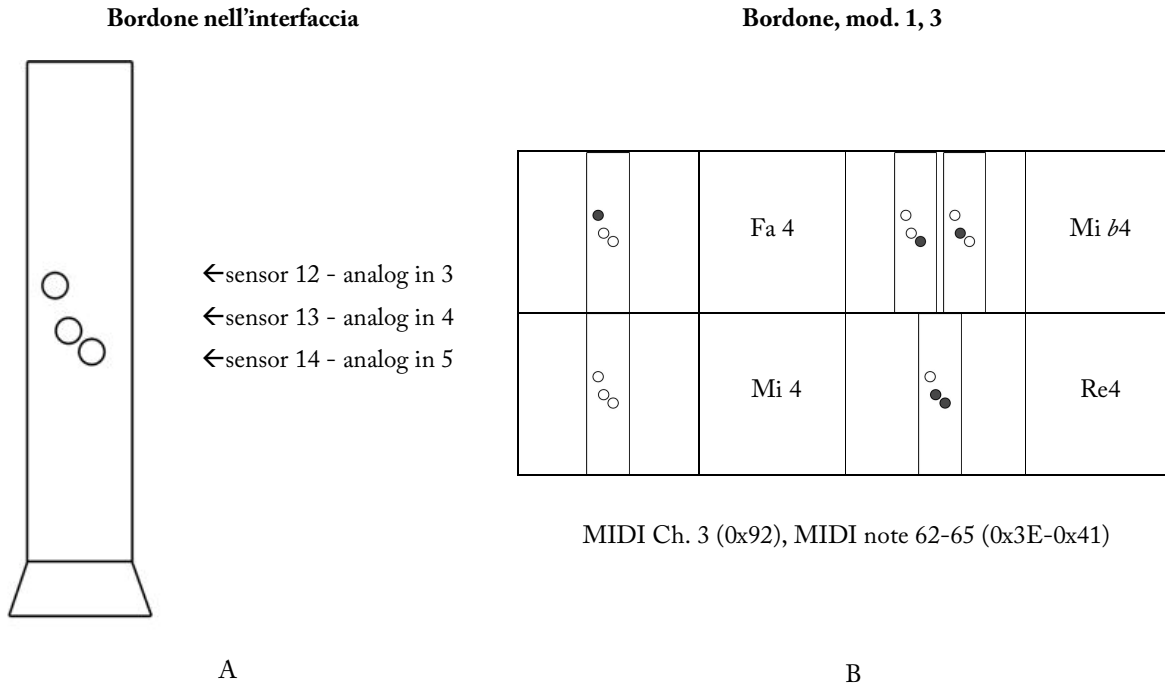 Bordone nell'interfaccia
Bordone, mod. 1, 3
←sensor 12 - analog in 3
←sensor 13 - analog in 4
←sensor 14 - analog in 5
Fa 4
Mi b4
Mi 4
Re4
MIDI Ch. 3 (0x92), MIDI note 62-65 (0x3E-0x41)
A
B